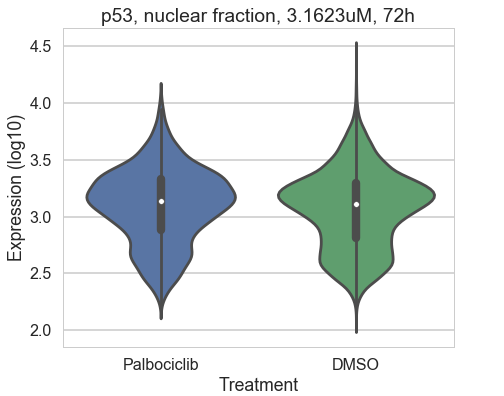 p53, nuclear fraction, 3.1623uM, 72h
4.5
4.0
3.5
3.0
2.5
2.0
Expression (log10)
Palbociclib DMSO
Treatment